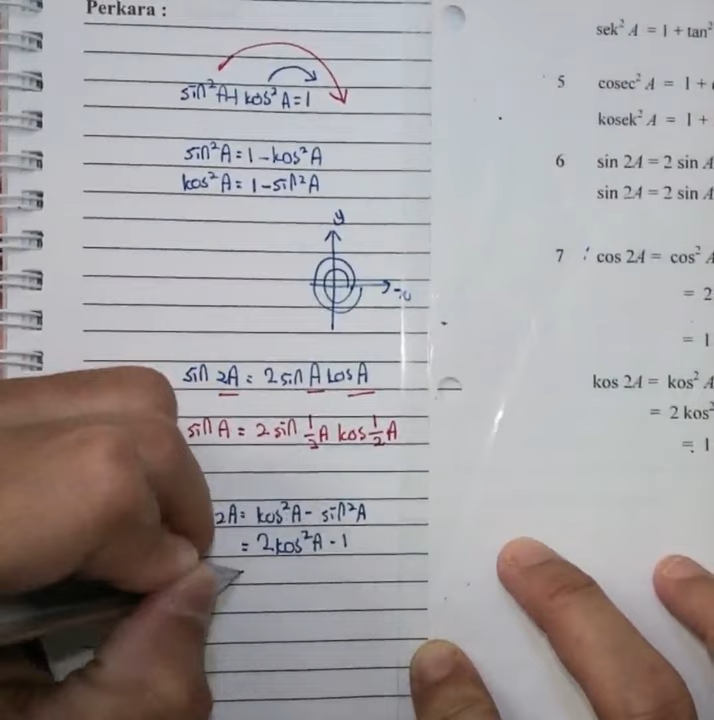 Perkara :
sin²A+kos²A=1
sin²A=1-kos²A
kos²A=1-sin²A
y
sin 2A = 2 sin A kos A
sin A = 2 sin ½A kos ½A
2A= kos²A - sin²A
= 2kos²A - 1
sek² A = 1 + tan²
5 cosec² A = 1 +
kosek² A = 1 +
6 sin 2A = 2 sin A
sin 2A = 2 sin A
7 cos 2A = cos² A
= 2
= 1
kos 2A = kos² A
= 2 kos²
= 1